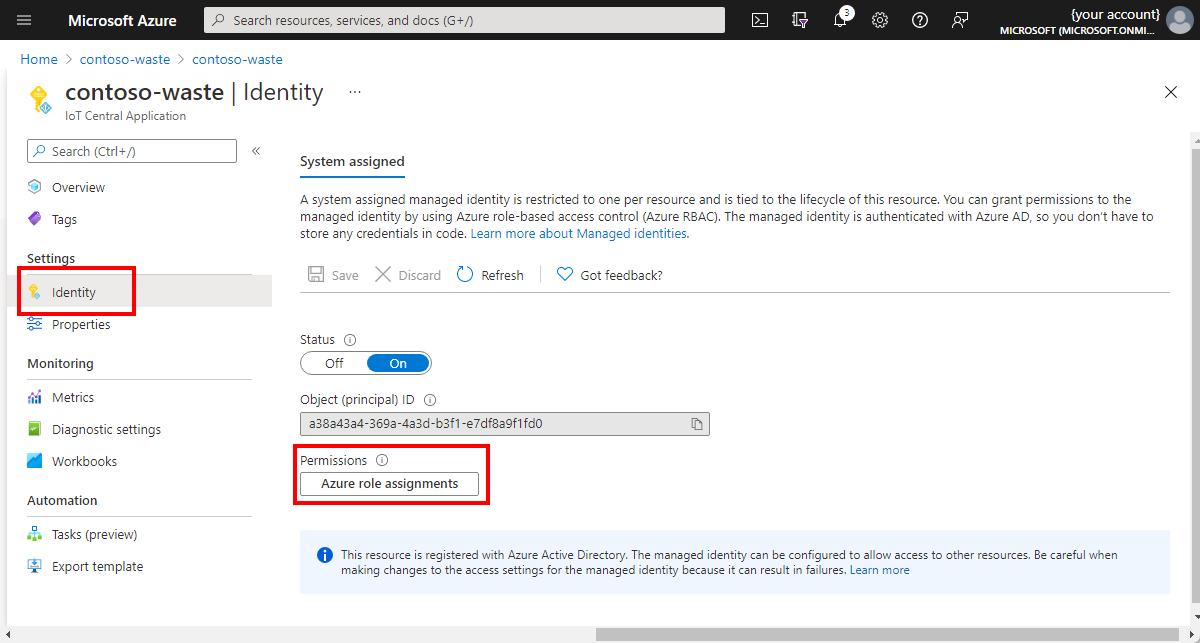 Microsoft Azure
Search resources, services, and docs (G+/)
3
{your account}
MICROSOFT (MICROSOFT.ONMI...
Home > contoso-waste > contoso-waste
contoso-waste | Identity ...
IoT Central Application
Search (Ctrl+/)
«
Overview
Tags
Settings
Identity
Properties
Monitoring
Metrics
Diagnostic settings
Workbooks
Automation
Tasks (preview)
Export template
System assigned
A system assigned managed identity is restricted to one per resource and is tied to the lifecycle of this resource. You can grant permissions to the
managed identity by using Azure role-based access control (Azure RBAC). The managed identity is authenticated with Azure AD, so you don't have to
store any credentials in code. Learn more about Managed identities.
Save Discard Refresh Got feedback?
Status
Off On
Object (principal) ID
a38a43a4-369a-4a3d-b3f1-e7df8a9f1fd0
Permissions
Azure role assignments
This resource is registered with Azure Active Directory. The managed identity can be configured to allow access to other resources. Be careful when
making changes to the access settings for the managed identity because it can result in failures. Learn more